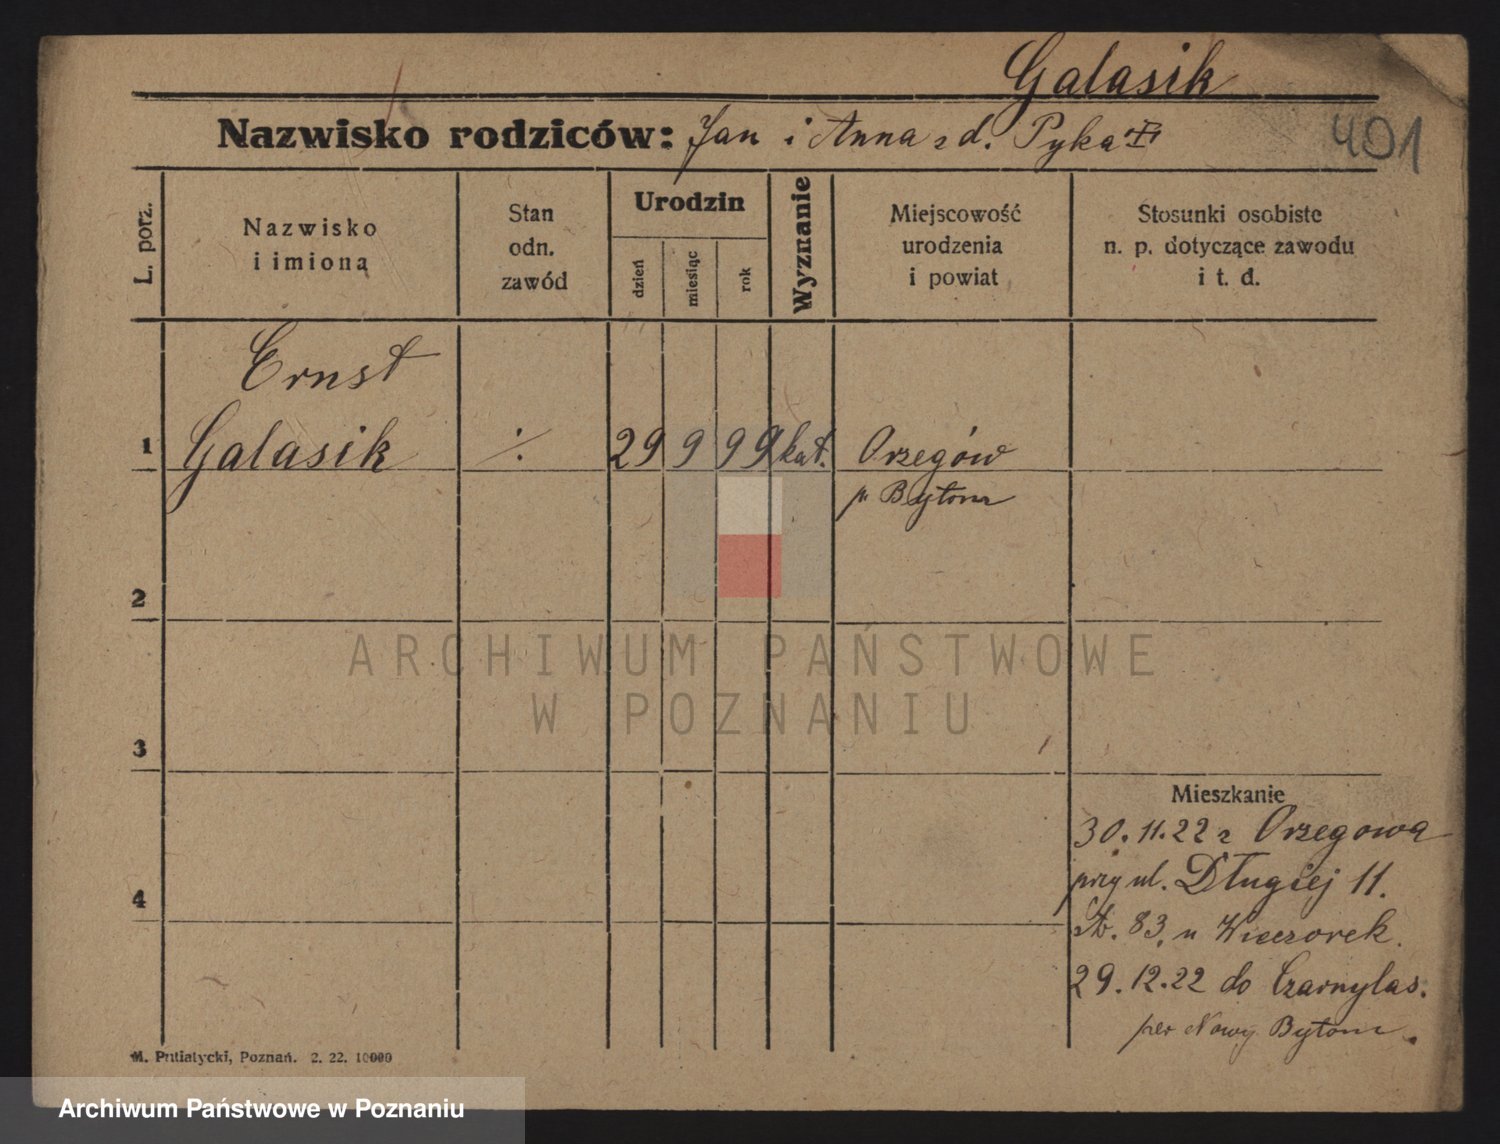 Galasik
Nazwisko rodziców: Jan i Anna z d. Pyka
401
L. porz.
Nazwisko
i imiona
Stan
odn.
zawód
Urodzin
dzień
miesiąc
rok
Wyznanie
Miejscowość
urodzenia
i powiat
Stosunki osobiste
n. p. dotyczące zawodu
i t. d.
Ernst
1 Galasik ./. 29 9 99 kat. Orzegów
p. Bytom
2
3
4
Mieszkanie
30.11.22 z Orzegowa
przy ul. Długiej 11.
83, u Wieczorek.
29.12.22 do Czarnylas.
per Nowy Bytom.
M. Putiatycki, Poznań. 2. 22. 10000
ARCHIWUM PAŃSTWOWE
W POZNANIU
Archiwum Państwowe w Poznaniu